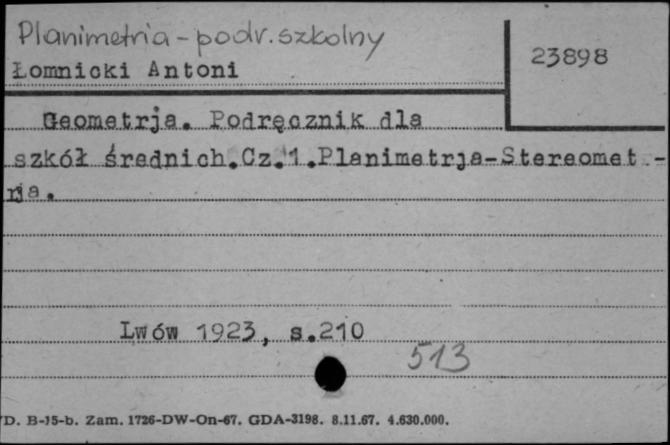 Planimetria - podr. szkolny
23898
Łomnicki Antoni
Geometrja. Podręcznik dla
szkół średnich.Cz.1.Planimetrja-Stereomet -
rja.
Lwów 1923, s.210
513
D. B-15-b. Zam. 1726-DW-On-67. GDA-3198. 8.11.67. 4.630.000.